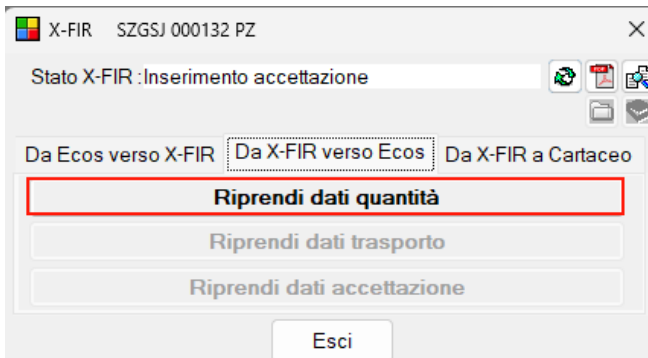 X-FIR SZGSJ 000132 PZ
Stato X-FIR : Inserimento accettazione
Da Ecos verso X-FIR Da X-FIR verso Ecos Da X-FIR a Cartaceo
Riprendi dati quantità
Riprendi dati trasporto
Riprendi dati accettazione
Esci